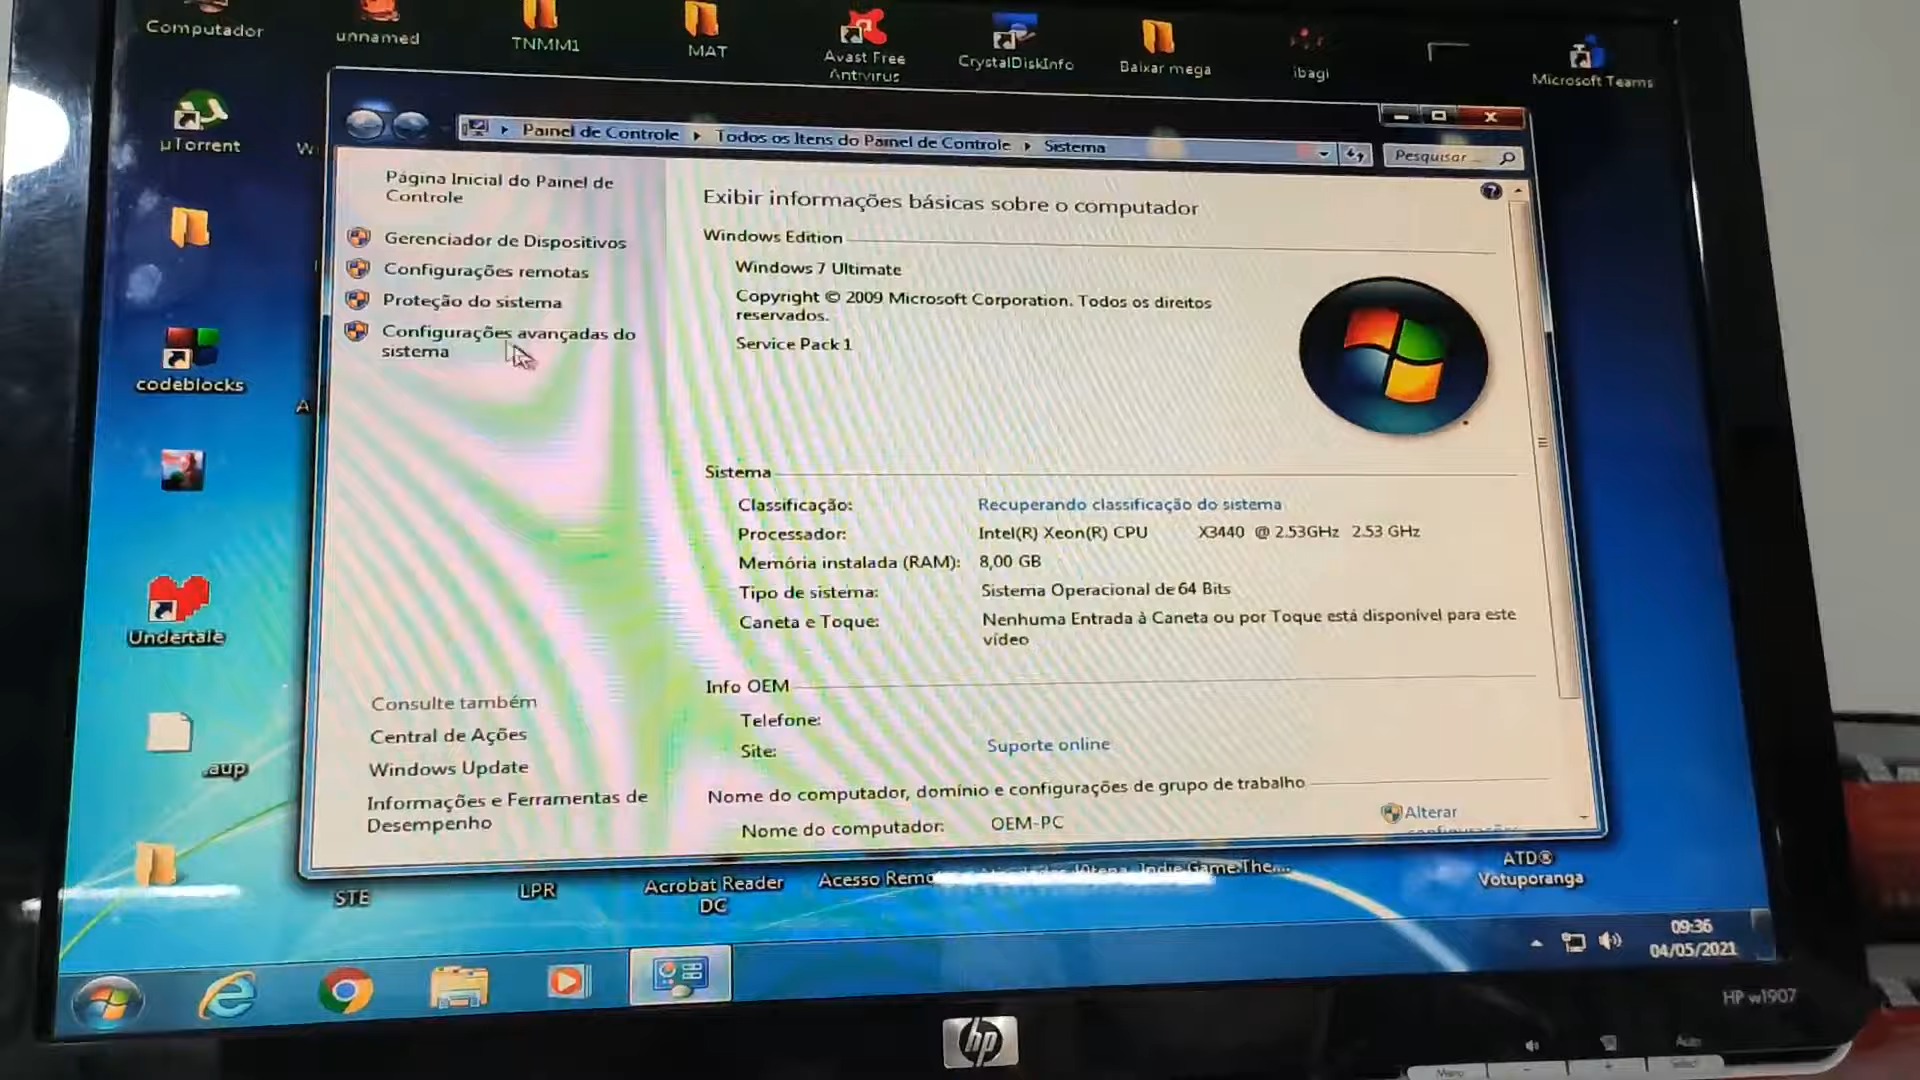 Computador
unnamed
TNMM1
MAT
Avast Free
Antivirus
CrystalDiskInfo
Baixar mega
ibagi
Microsoft Teams
µTorrent
codeblocks
Undertale
.aup
Painel de Controle
Todos os Itens do Painel de Controle
Sistema
Pesquisar ...
Página Inicial do Painel de
Controle
Gerenciador de Dispositivos
Configurações remotas
Proteção do sistema
Configurações avançadas do
sistema
Consulte também
Central de Ações
Windows Update
Informações e Ferramentas de
Desempenho
Exibir informações básicas sobre o computador
Windows Edition
Windows 7 Ultimate
Copyright © 2009 Microsoft Corporation. Todos os direitos
reservados.
Service Pack 1
Sistema
Classificação: Recuperando classificação do sistema
Processador: Intel(R) Xeon(R) CPU X3440 @ 2.53GHz 2.53 GHz
Memória instalada (RAM): 8,00 GB
Tipo de sistema: Sistema Operacional de 64 Bits
Caneta e Toque: Nenhuma Entrada à Caneta ou por Toque está disponível para este
vídeo
Info OEM
Telefone:
Site: Suporte online
Nome do computador, domínio e configurações de grupo de trabalho
Nome do computador: OEM-PC
Alterar
STE
LPR
Acrobat Reader
DC
Acesso Remo
Indie.Game.The....
ATD®
Votuporanga
09:36
04/05/2021
HP w1907
hp
Menu
Auto
Select